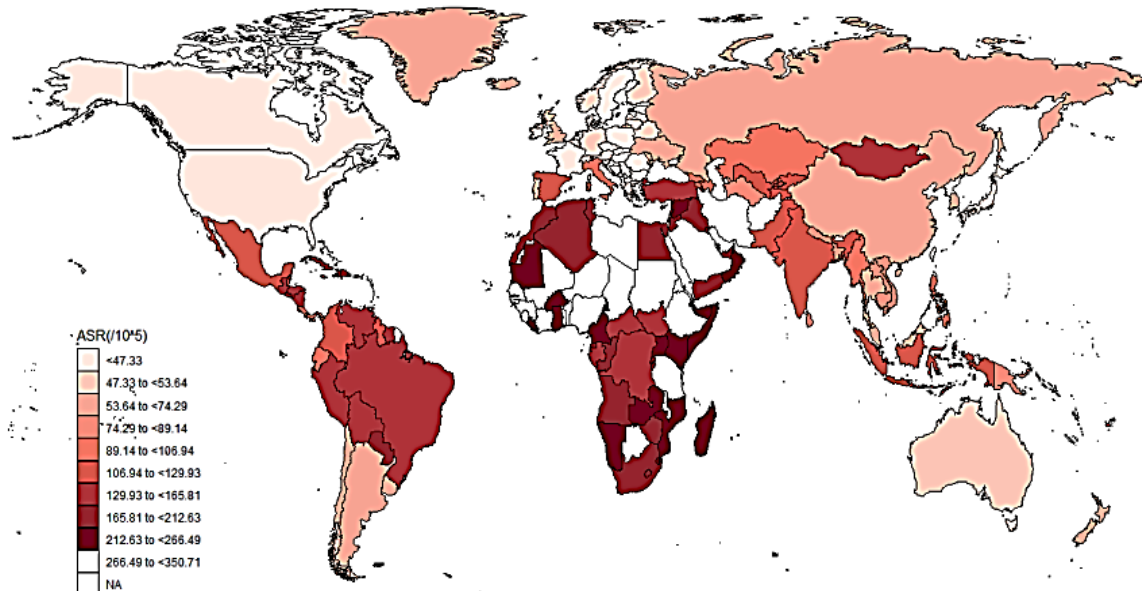 ASR(/10^5)
<47.33
47.33 to <53.64
53.64 to <74.29
74.29 to <89.14
89.14 to <106.94
106.94 to <129.93
129.93 to <165.81
165.81 to <212.63
212.63 to <266.49
266.49 to <350.71
NA